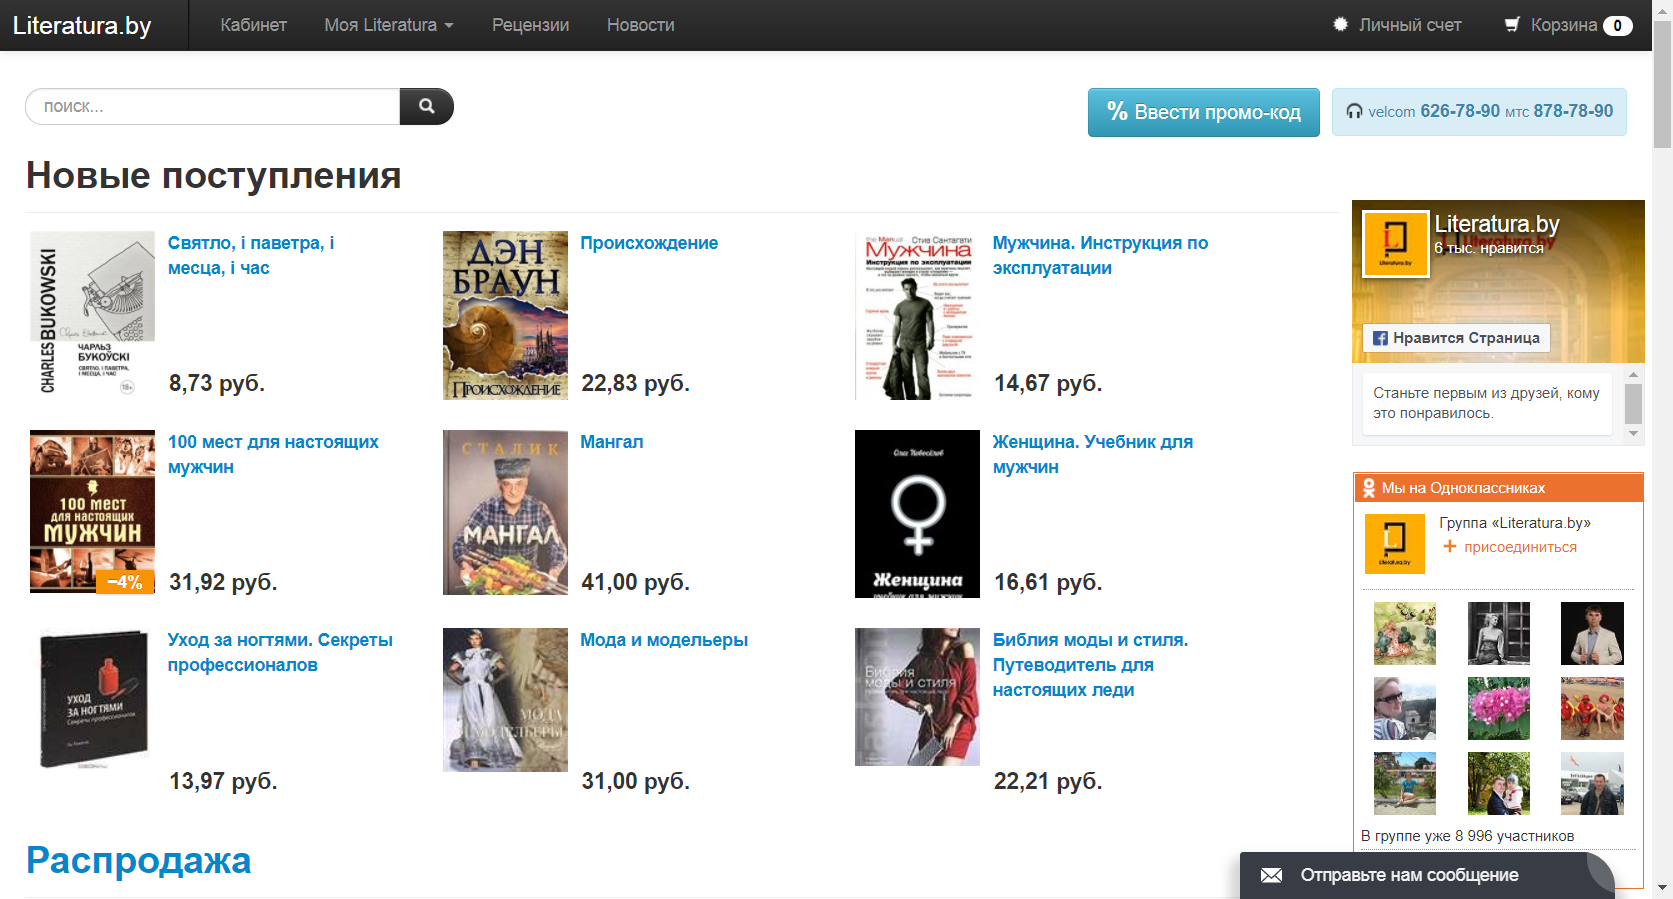 Literatura.by
Кабинет
Моя Literatura
Рецензии
Новости
Личный счет
Корзина 0
поиск...
% Ввести промо-код
velcom 626-78-90 мтс 878-78-90
Новые поступления
CHARLES BUKOWSKI
ЧАРЛЬЗ
БУКОЎСКІ
СВЯТЛО, І ПАВЕТРА,
І МЕСЦА, І ЧАС
18+
Святло, і паветра, і
месца, і час
8,73 руб.
ДЭН
БРАУН
ПРОИСХОЖДЕНИЕ
Происхождение
22,83 руб.
the Manual Стив Сантагати
Мужчина
Инструкция по эксплуатации
Мужчина. Инструкция по
эксплуатации
14,67 руб.
100 мест
для настоящих
мужчин
−4%
100 мест для настоящих
мужчин
31,92 руб.
СТАЛИК
МАНГАЛ
Мангал
41,00 руб.
Олег Новосёлов
Женщина
учебник для мужчин
Женщина. Учебник для
мужчин
16,61 руб.
УХОД
ЗА НОГТЯМИ
Секреты профессионалов
Уход за ногтями. Секреты
профессионалов
13,97 руб.
МОДА
И МОДЕЛЬЕРЫ
Мода и модельеры
31,00 руб.
Библия
моды и стиля
Библия моды и стиля.
Путеводитель для
настоящих леди
22,21 руб.
Распродажа
Literatura.by
Literatura.by
6 тыс. нравится
Нравится Страница
Станьте первым из друзей, кому
это понравилось.
Мы на Одноклассниках
Literatura.by
Группа «Literatura.by»
+ присоединиться
В группе уже 8 996 участников
Отправьте нам сообщение